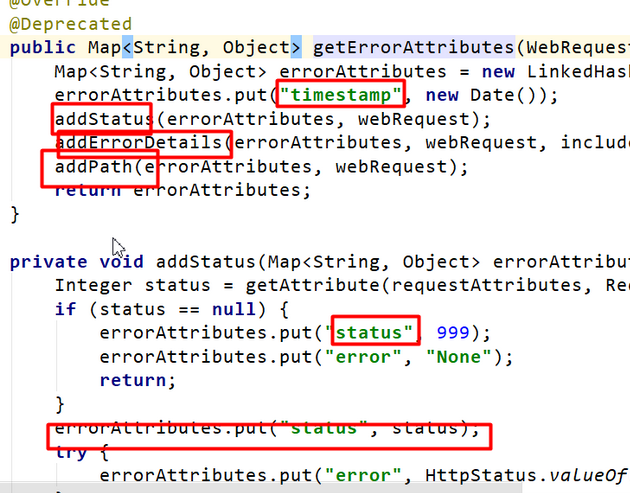 @Override
@Deprecated
public Map<String, Object> getErrorAttributes(WebReques
Map<String, Object> errorAttributes = new LinkedHas
errorAttributes.put("timestamp", new Date());
addStatus(errorAttributes, webRequest);
addErrorDetails(errorAttributes, webRequest, includ
addPath(errorAttributes, webRequest);
return errorAttributes;
}
private void addStatus(Map<String, Object> errorAttribu
Integer status = getAttribute(requestAttributes, Re
if (status == null) {
errorAttributes.put("status", 999);
errorAttributes.put("error", "None");
return;
}
errorAttributes.put("status", status);
try {
errorAttributes.put("error", HttpStatus.valueOf